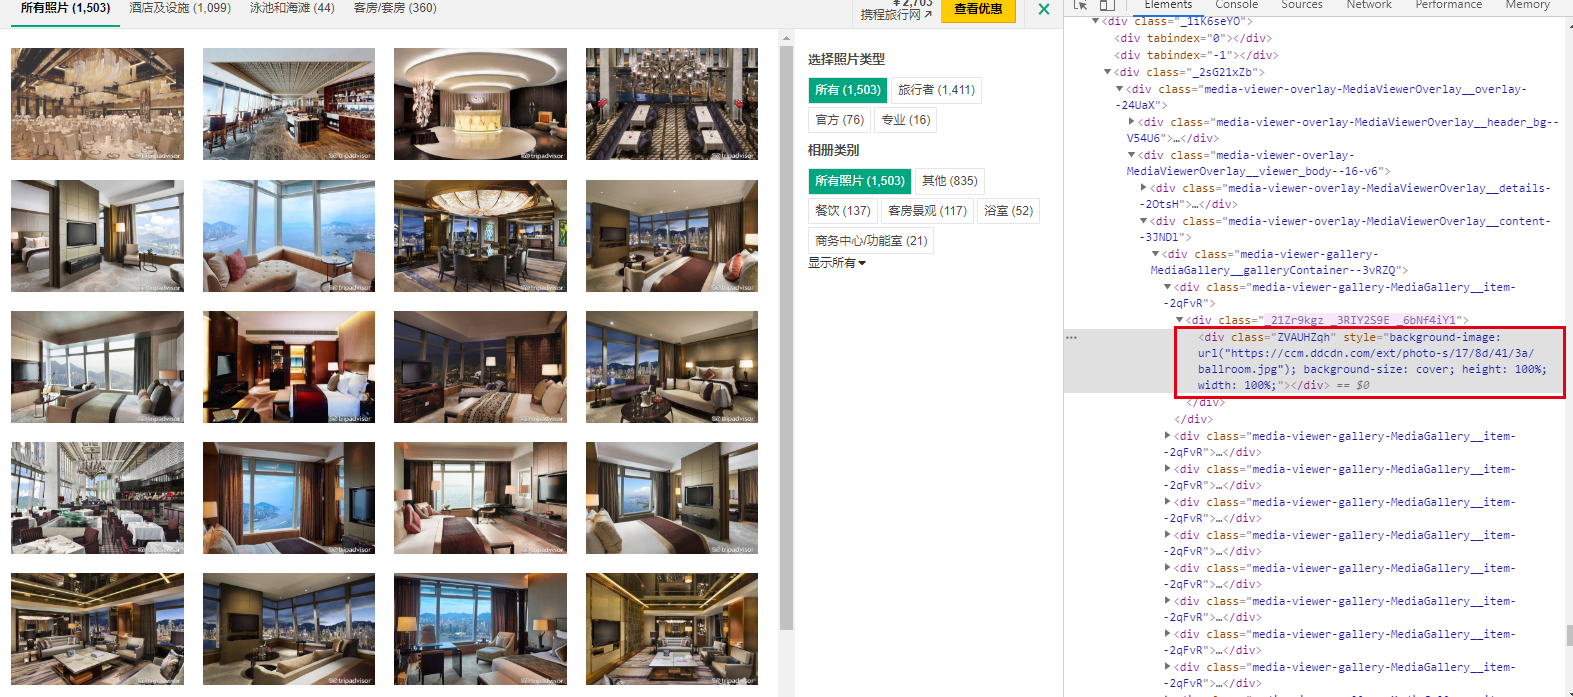 所有照片 (1,503) 酒店及设施 (1,099) 泳池和海滩 (44) 客房/套房 (360)
¥2,703
携程旅行网
查看优惠
选择照片类型
所有 (1,503) 旅行者 (1,411)
官方 (76) 专业 (16)
相册类别
所有照片 (1,503) 其他 (835)
餐饮 (137) 客房景观 (117) 浴室 (52)
商务中心/功能室 (21)
显示所有
Elements Console Sources Network Performance Memory
<div class="_1iK6seYO">
<div tabindex="0"></div>
<div tabindex="-1"></div>
<div class="_2sG21xZb">
<div class="media-viewer-overlay-MediaViewerOverlay__overlay-
-24UaX">
<div class="media-viewer-overlay-MediaViewerOverlay__header_bg--
V54U6">…</div>
<div class="media-viewer-overlay-
MediaViewerOverlay__viewer_body--16-v6">
<div class="media-viewer-overlay-MediaViewerOverlay__details-
-2OtsH">…</div>
<div class="media-viewer-overlay-MediaViewerOverlay__content-
-3JNDl">
<div class="media-viewer-gallery-
MediaGallery__galleryContainer--3vRZQ">
<div class="media-viewer-gallery-MediaGallery__item-
-2qFvR">
<div class="_21Zr9kgz _3RIY2S9E _6bNf4iY1">
<div class="ZVAUHZqh" style="background-image:
url("https://ccm.ddcdn.com/ext/photo-s/17/8d/41/3a/
ballroom.jpg"); background-size: cover; height: 100%;
width: 100%;"></div> == $0
</div>
</div>
<div class="media-viewer-gallery-MediaGallery__item-
-2qFvR">…</div>
<div class="media-viewer-gallery-MediaGallery__item-
-2qFvR">…</div>
<div class="media-viewer-gallery-MediaGallery__item-
-2qFvR">…</div>
<div class="media-viewer-gallery-MediaGallery__item-
-2qFvR">…</div>
<div class="media-viewer-gallery-MediaGallery__item-
-2qFvR">…</div>
<div class="media-viewer-gallery-MediaGallery__item-
-2qFvR">…</div>
<div class="media-viewer-gallery-MediaGallery__item-
-2qFvR">…</div>
<div class="media-viewer-gallery-MediaGallery__item-
-2qFvR">…</div>